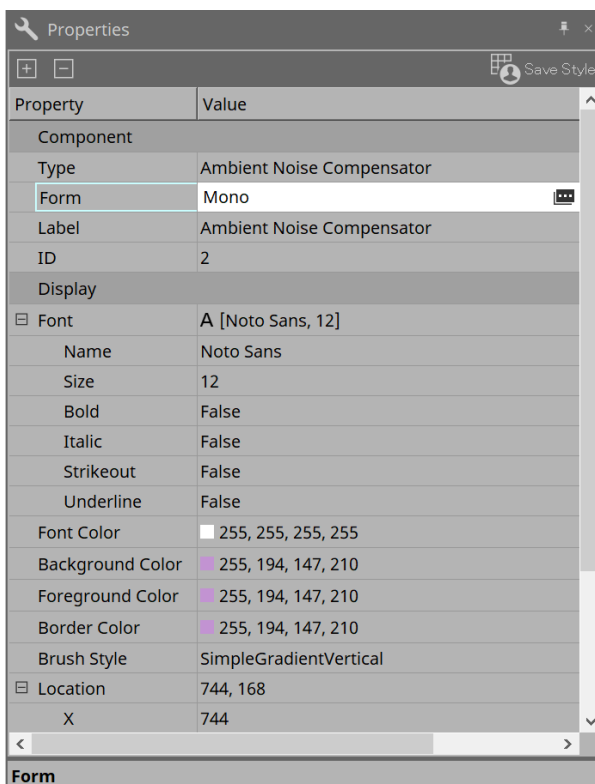 Properties
Save Style
Property Value
Component
Type Ambient Noise Compensator
Form Mono
Label Ambient Noise Compensator
ID 2
Display
Font A [Noto Sans, 12]
Name Noto Sans
Size 12
Bold False
Italic False
Strikeout False
Underline False
Font Color 255, 255, 255, 255
Background Color 255, 194, 147, 210
Foreground Color 255, 194, 147, 210
Border Color 255, 194, 147, 210
Brush Style SimpleGradientVertical
Location 744, 168
X 744
Form